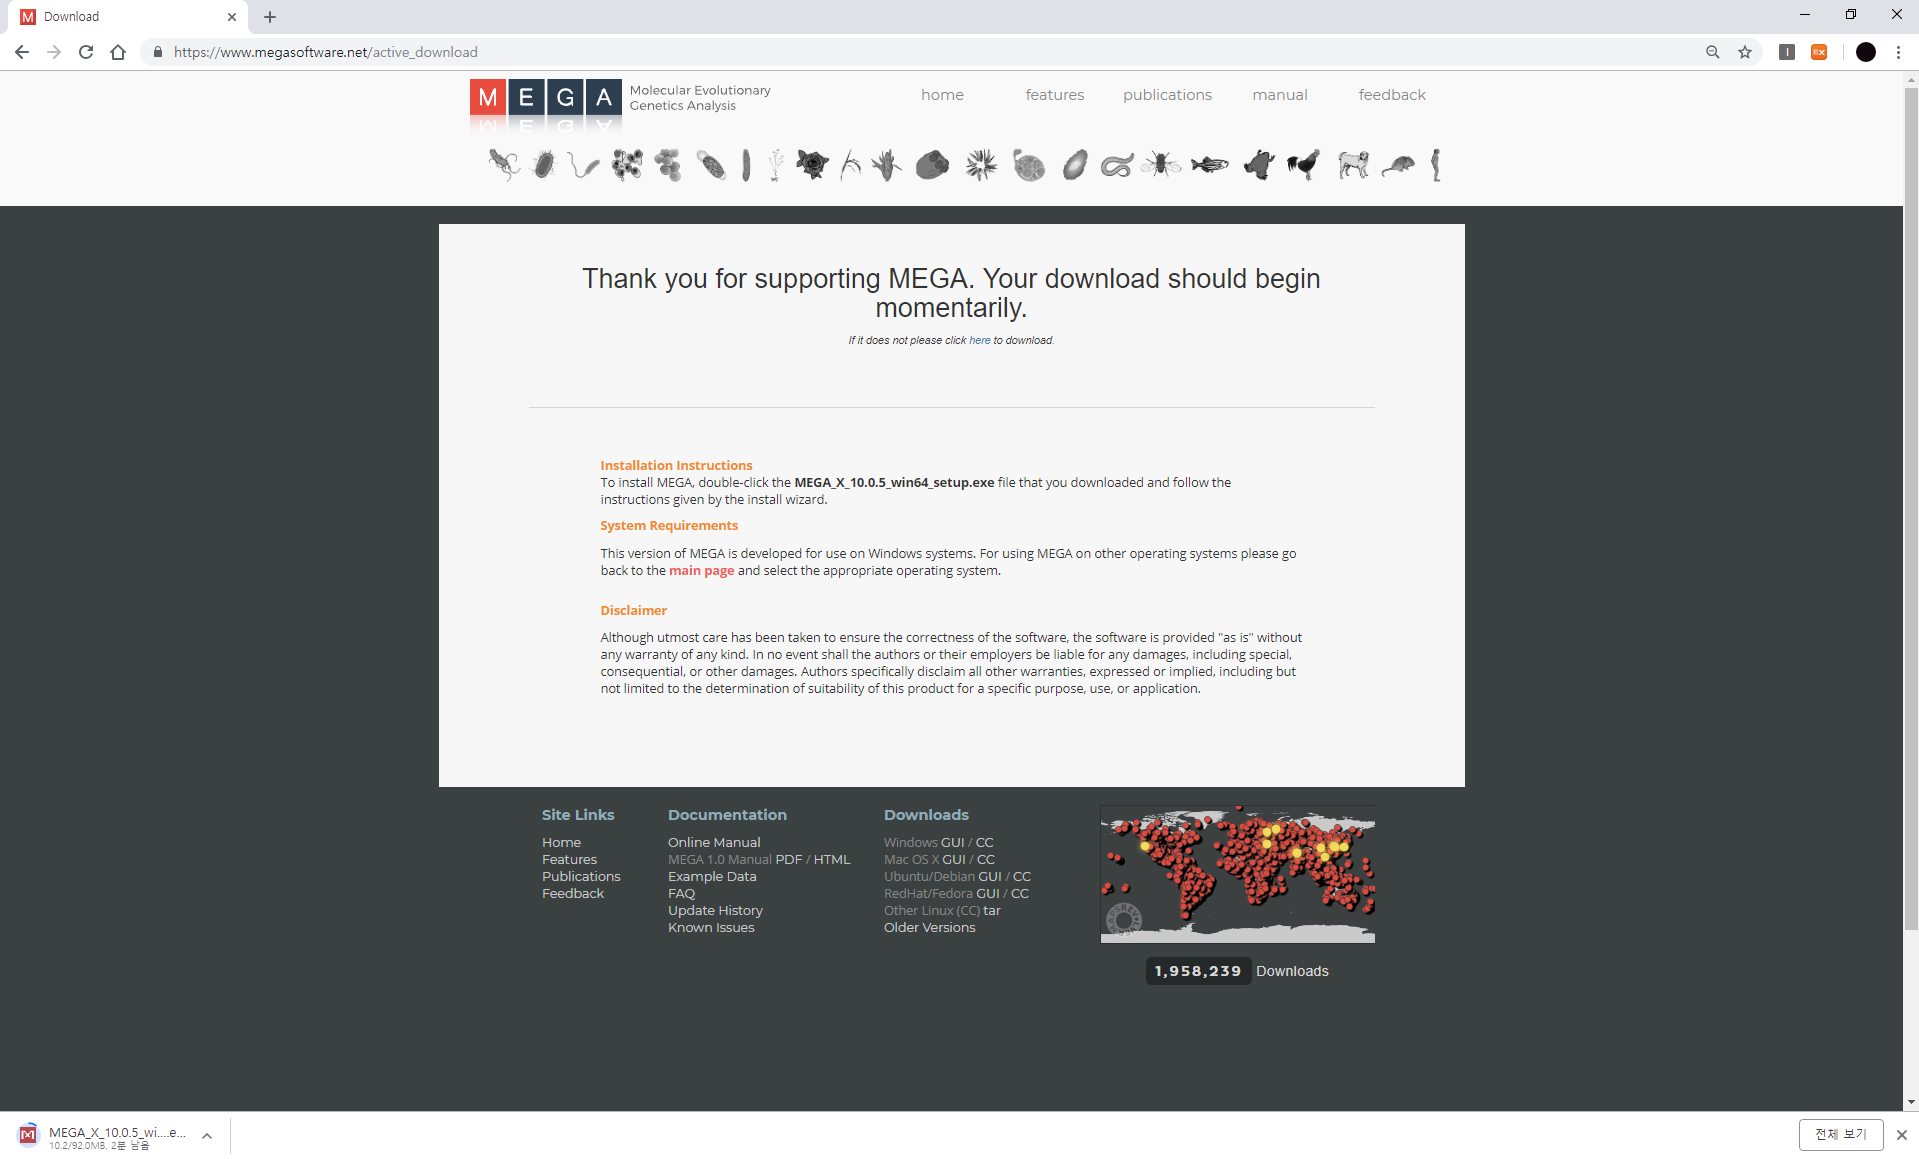 Download
https://www.megasoftware.net/active_download
MEGA
Molecular Evolutionary
Genetics Analysis
home features publications manual feedback
Thank you for supporting MEGA. Your download should begin
momentarily.
If it does not please click here to download.
Installation Instructions
To install MEGA, double-click the MEGA_X_10.0.5_win64_setup.exe file that you downloaded and follow the
instructions given by the install wizard.
System Requirements
This version of MEGA is developed for use on Windows systems. For using MEGA on other operating systems please go
back to the main page and select the appropriate operating system.
Disclaimer
Although utmost care has been taken to ensure the correctness of the software, the software is provided "as is" without
any warranty of any kind. In no event shall the authors or their employers be liable for any damages, including special,
consequential, or other damages. Authors specifically disclaim all other warranties, expressed or implied, including but
not limited to the determination of suitability of this product for a specific purpose, use, or application.
Site Links
Home
Features
Publications
Feedback
Documentation
Online Manual
MEGA 1.0 Manual PDF / HTML
Example Data
FAQ
Update History
Known Issues
Downloads
Windows GUI / CC
Mac OS X GUI / CC
Ubuntu/Debian GUI / CC
RedHat/Fedora GUI / CC
Other Linux (CC) tar
Older Versions
1,958,239 Downloads
MEGA_X_10.0.5_wi....e...
10.2/92.0MB, 2분 남음
전체 보기